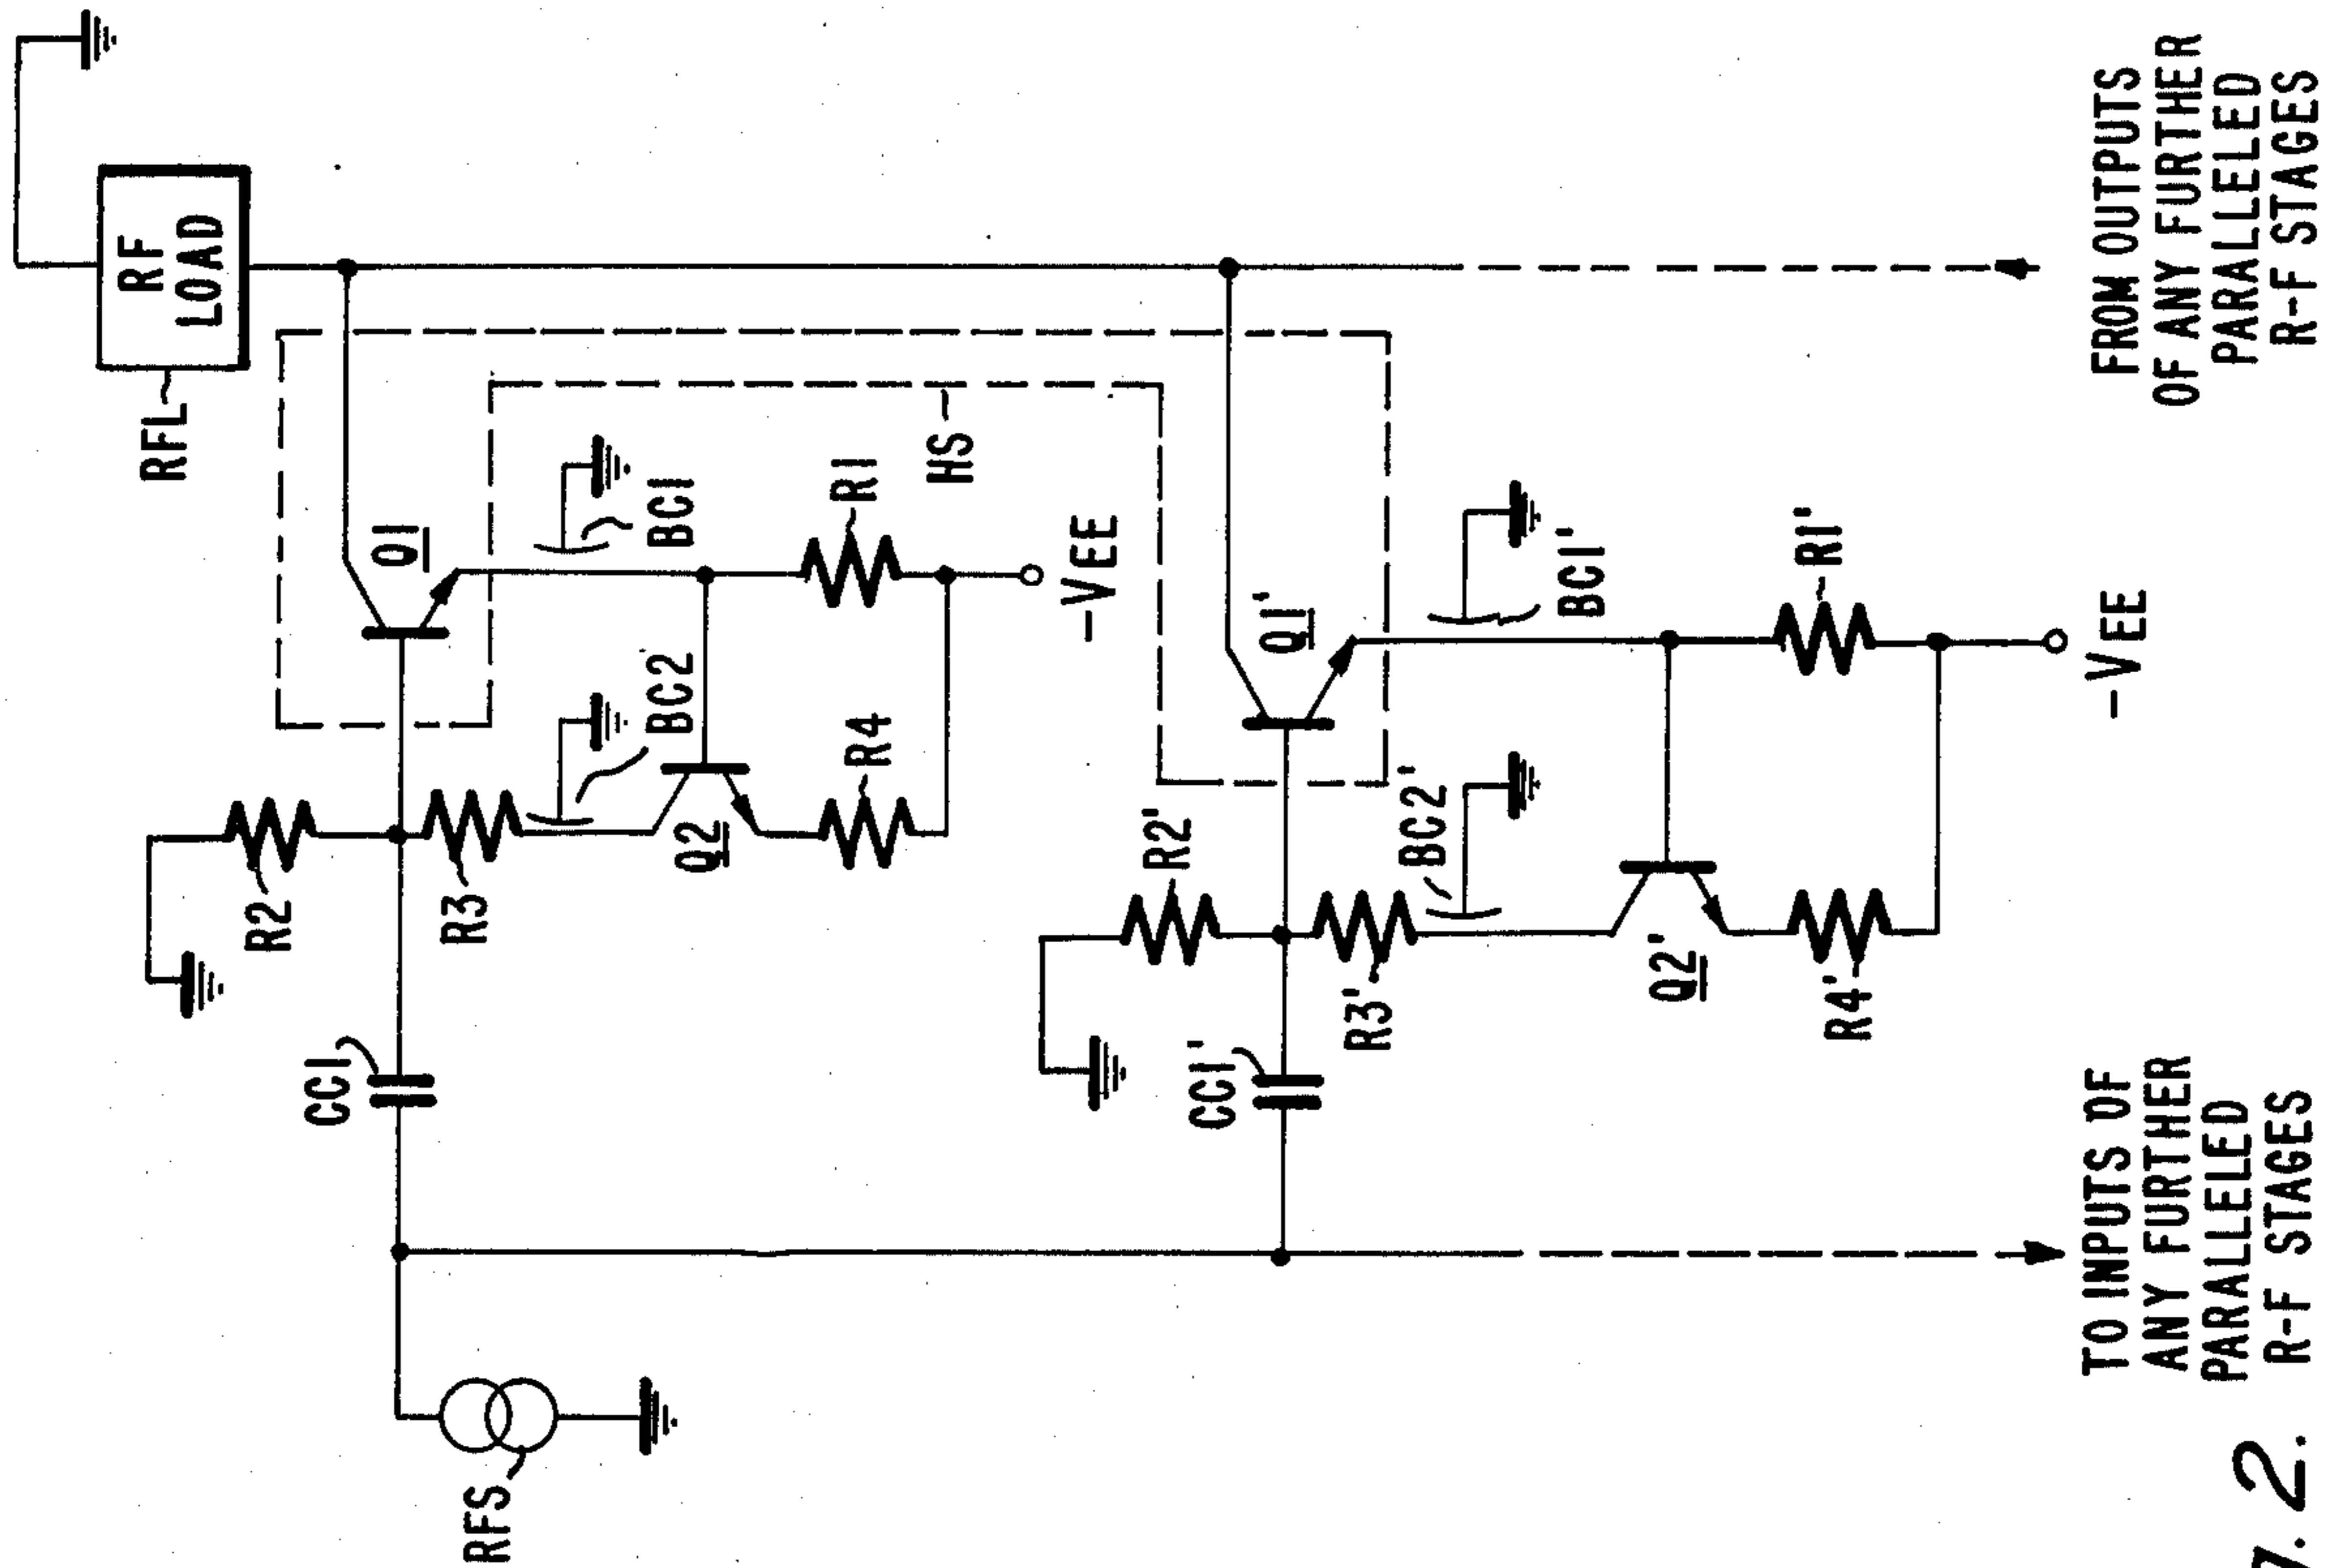 RF
LOAD
RFL
Q1
R2
CC1
R3
BC2
BC1
R1
HS
Q2
R4
-VEE
RFS
Q1'
R2'
CC1'
R3'
BC2'
BC1'
R1'
Q2'
R4'
-VEE
TO INPUTS OF
ANY FURTHER
PARALLELED
R-F STAGES
FROM OUTPUTS
OF ANY FURTHER
PARALLELED
R-F STAGES
2.